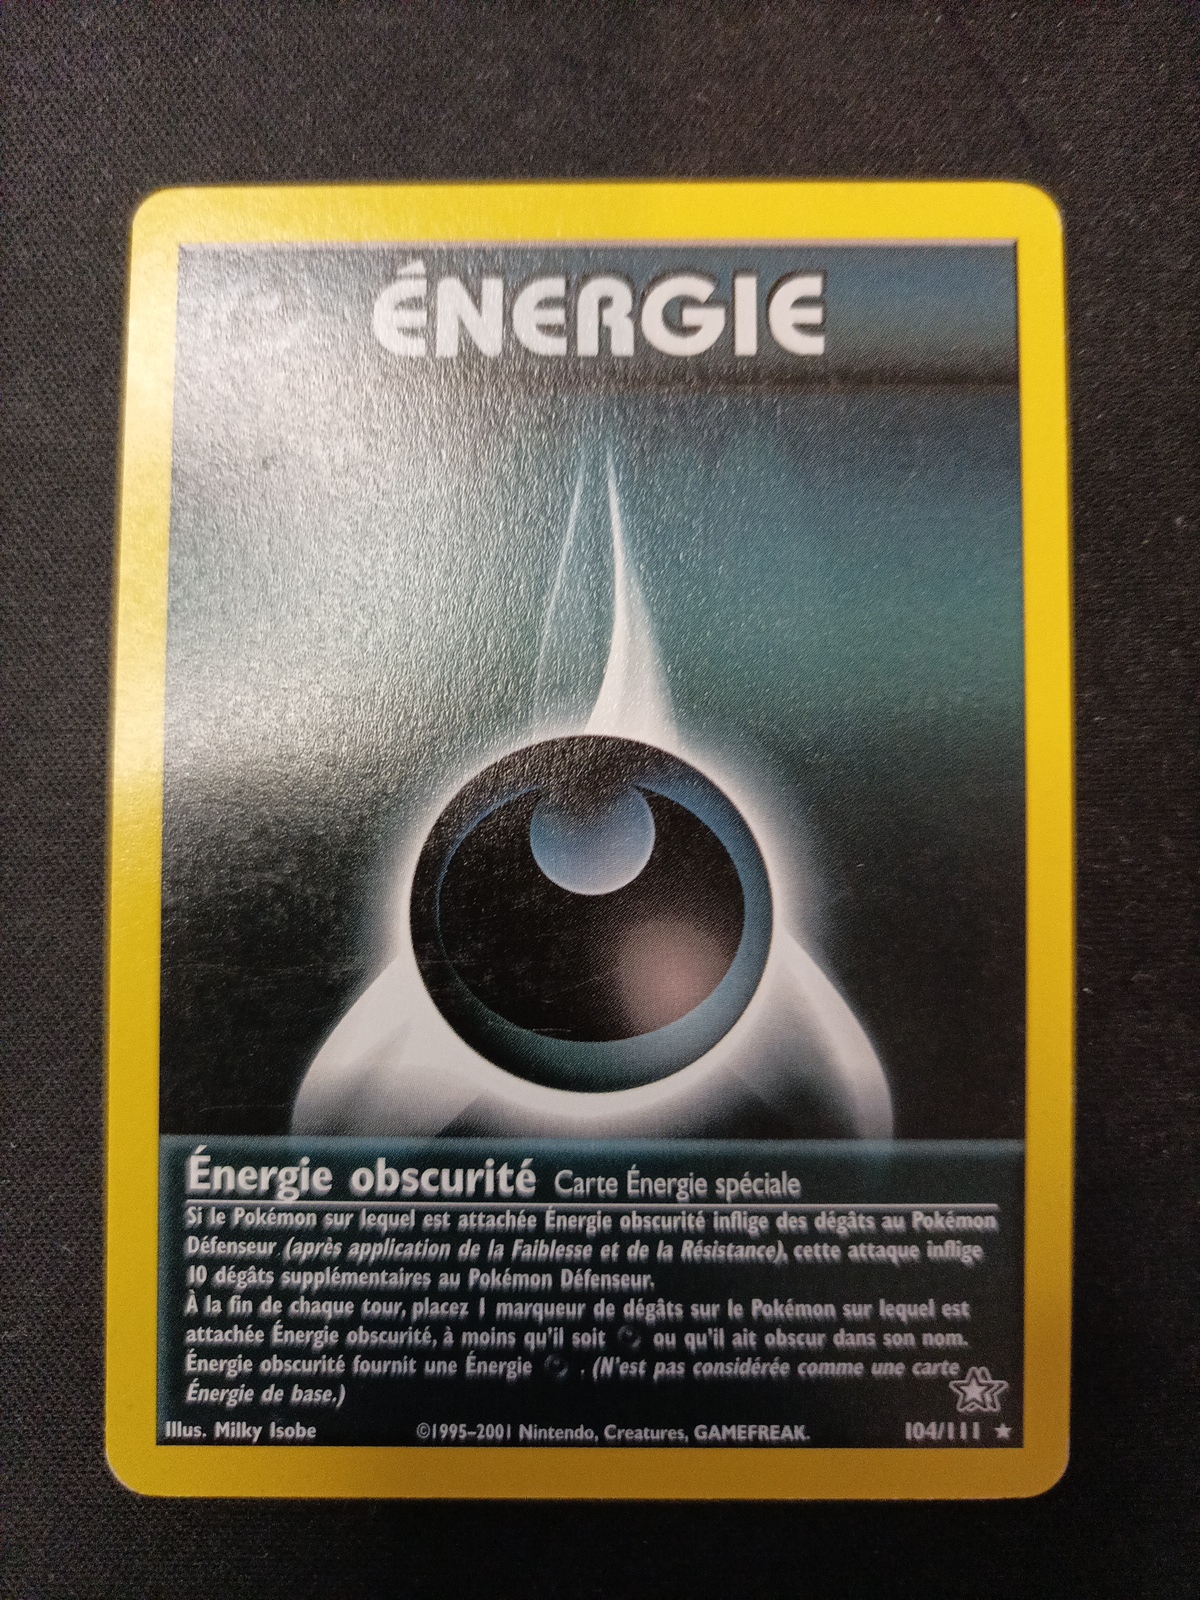 ÉNERGIE
Énergie obscurité Carte Énergie spéciale
Si le Pokémon sur lequel est attachée Énergie obscurité inflige des dégâts au Pokémon
Défenseur (après application de la Faiblesse et de la Résistance), cette attaque inflige
10 dégâts supplémentaires au Pokémon Défenseur.
À la fin de chaque tour, placez 1 marqueur de dégâts sur le Pokémon sur lequel est
attachée Énergie obscurité, à moins qu'il soit ou qu'il ait obscur dans son nom.
Énergie obscurité fournit une Énergie . (N'est pas considérée comme une carte
Énergie de base.)
Illus. Milky Isobe ©1995–2001 Nintendo, Creatures, GAMEFREAK. 104/111 ★